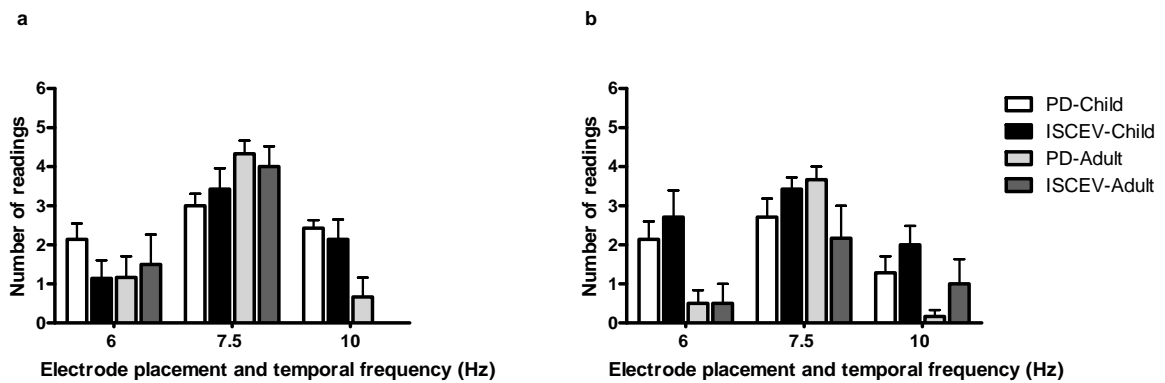 a
Number of readings
6
5
4
3
2
1
0
6 7.5 10
Electrode placement and temporal frequency (Hz)
b
Number of readings
6
5
4
3
2
1
0
6 7.5 10
Electrode placement and temporal frequency (Hz)
PD-Child
ISCEV-Child
PD-Adult
ISCEV-Adult